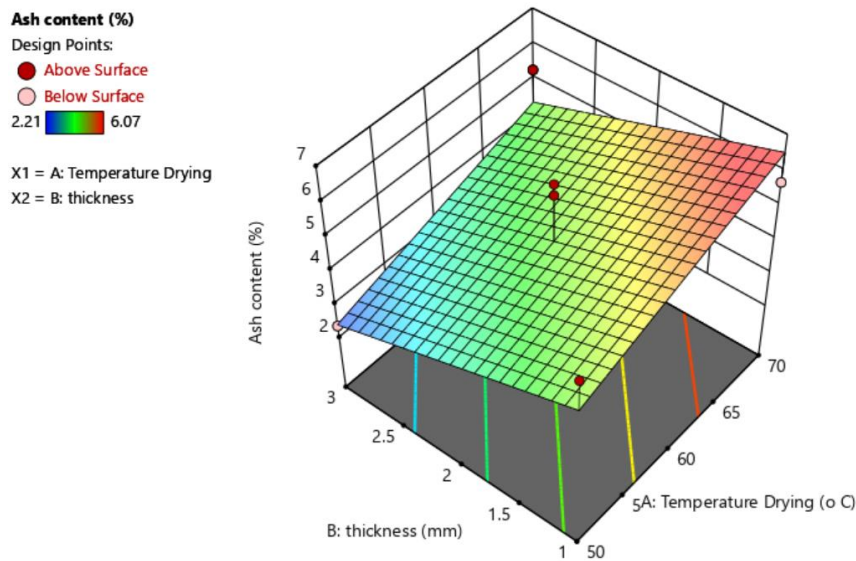 Ash content (%)
Design Points:
Above Surface
Below Surface
2.21 6.07
X1 = A: Temperature Drying
X2 = B: thickness
7
6
5
4
3
2
Ash content (%)
3
2.5
2
1.5
1
B: thickness (mm)
50
5
60
65
70
A: Temperature Drying (o C)